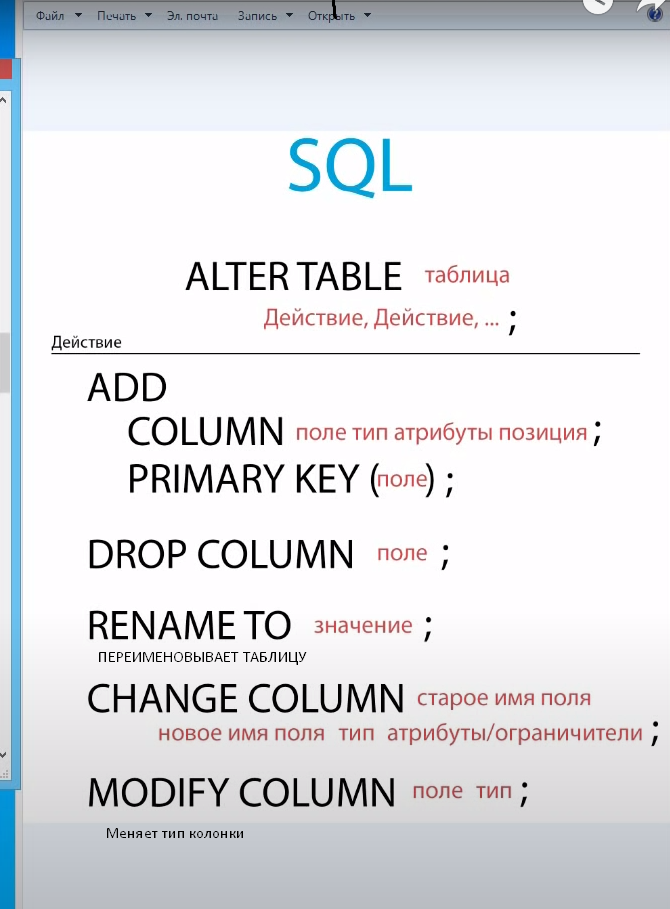 Файл Печать Эл. почта Запись Открыть
SQL
ALTER TABLE таблица
Действие, Действие, ... ;
Действие
ADD
COLUMN поле тип атрибуты позиция ;
PRIMARY KEY (поле) ;
DROP COLUMN поле ;
RENAME TO значение ;
ПЕРЕИМЕНОВЫВАЕТ ТАБЛИЦУ
CHANGE COLUMN старое имя поля
новое имя поля тип атрибуты/ограничители ;
MODIFY COLUMN поле тип ;
Меняет тип колонки